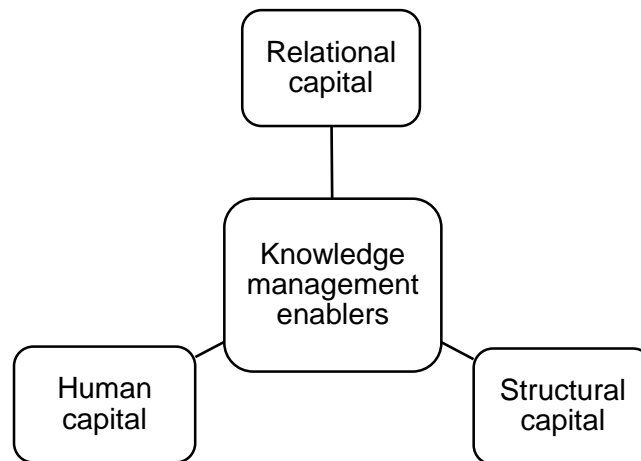 Relational
capital
Knowledge
management
enablers
Human
capital
Structural
capital